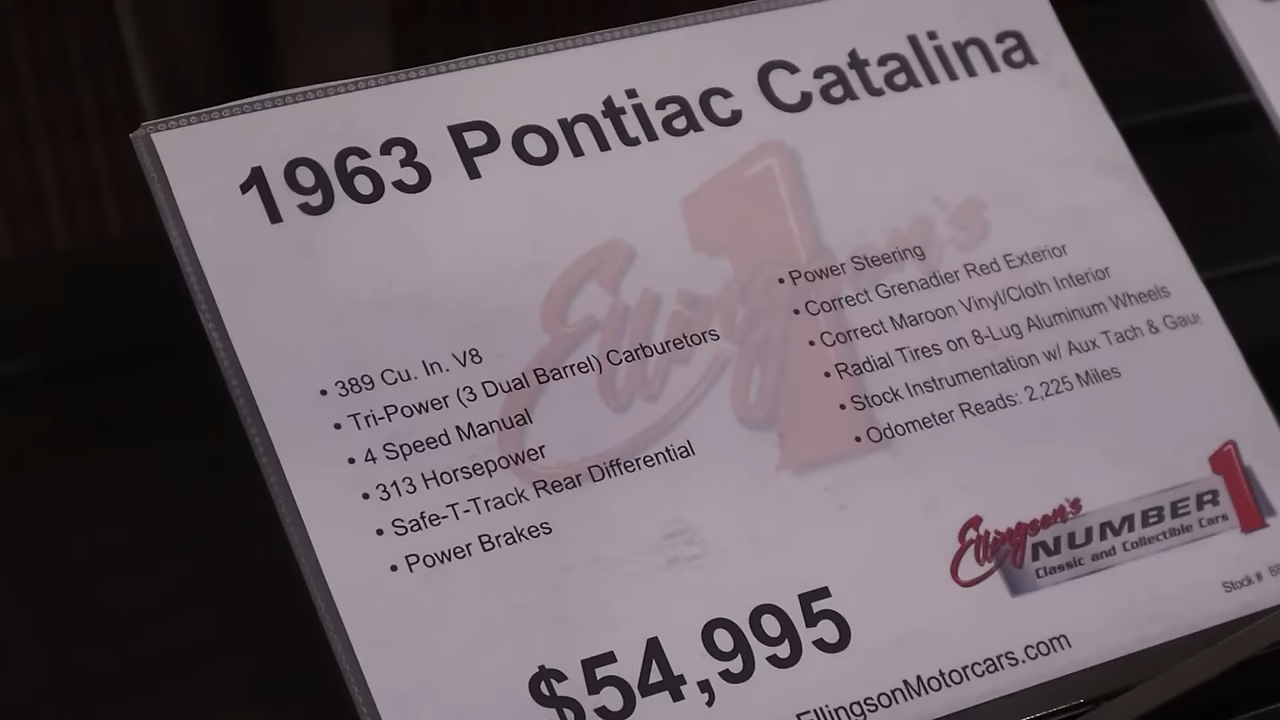 1963 Pontiac Catalina
• 389 Cu. In. V8
• Tri-Power (3 Dual Barrel) Carburetors
• 4 Speed Manual
• 313 Horsepower
• Safe-T-Track Rear Differential
• Power Brakes
• Power Steering
• Correct Grenadier Red Exterior
• Correct Maroon Vinyl/Cloth Interior
• Radial Tires on 8-Lug Aluminum Wheels
• Stock Instrumentation w/ Aux Tach &
• Odometer Reads: 2,225 Miles
Ellingson's 1
Ellingson's
NUMBER 1
Classic and Collectible Cars
Stock #
$54,995
EllingsonMotorcars.com